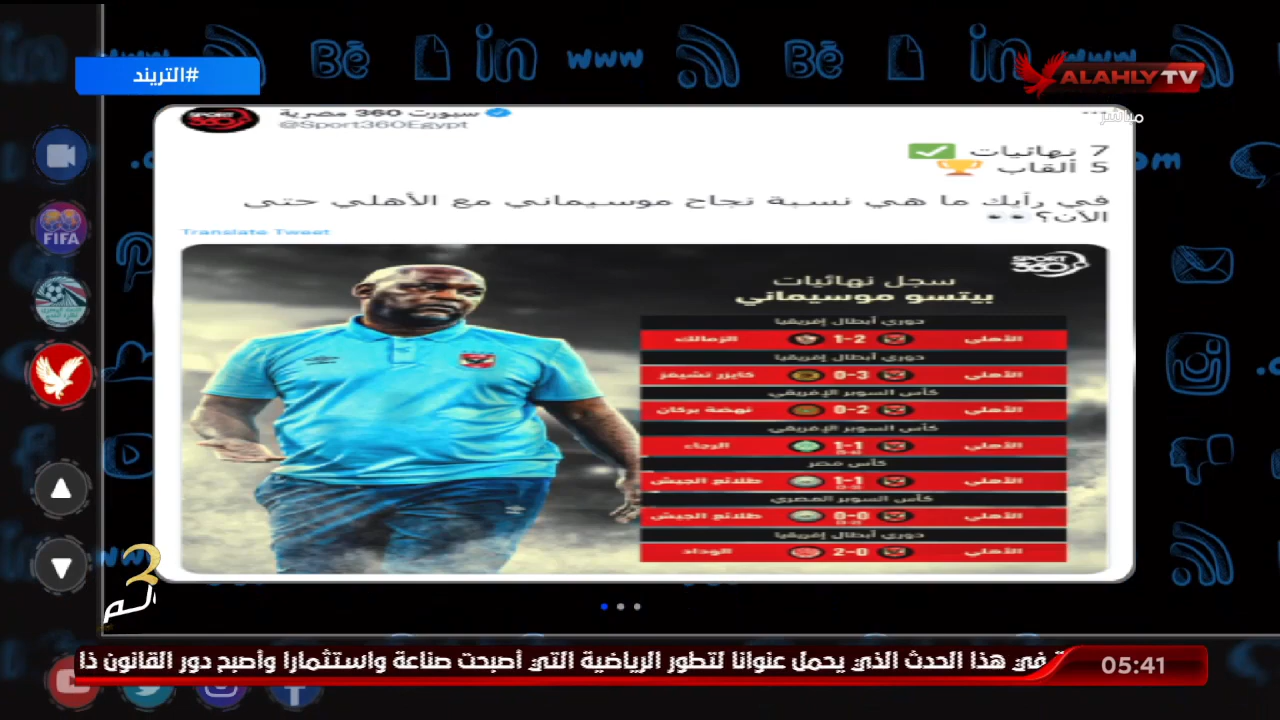 #التريند
ALAHLY TV
مباشر
سبورت 360 مصرية
@Sport360Egypt
7 نهائيات ✅
5 ألقاب 🏆
في رأيك ما هي نسبة نجاح موسيماني مع الأهلي حتى
الآن؟ 👀
Translate Tweet
SPORT 360
سجل نهائيات
بيتسو موسيماني
دوري أبطال إفريقيا
الأهلي 2-1 الزمالك
دوري أبطال إفريقيا
الأهلي 3-0 كايزر تشيفز
كأس السوبر الإفريقي
الأهلي 2-0 نهضة بركان
كأس السوبر الإفريقي
الأهلي 1-1 الرجاء
كأس مصر
الأهلي 1-1 طلائع الجيش
كأس السوبر المصري
الأهلي 0-0 طلائع الجيش
دوري أبطال إفريقيا
الأهلي 0-2 الوداد
FIFA
في هذا الحدث الذي يحمل عنوانا لتطور الرياضية التي أصبحت صناعة واستثمارا وأصبح دور القانون ذا
05:41